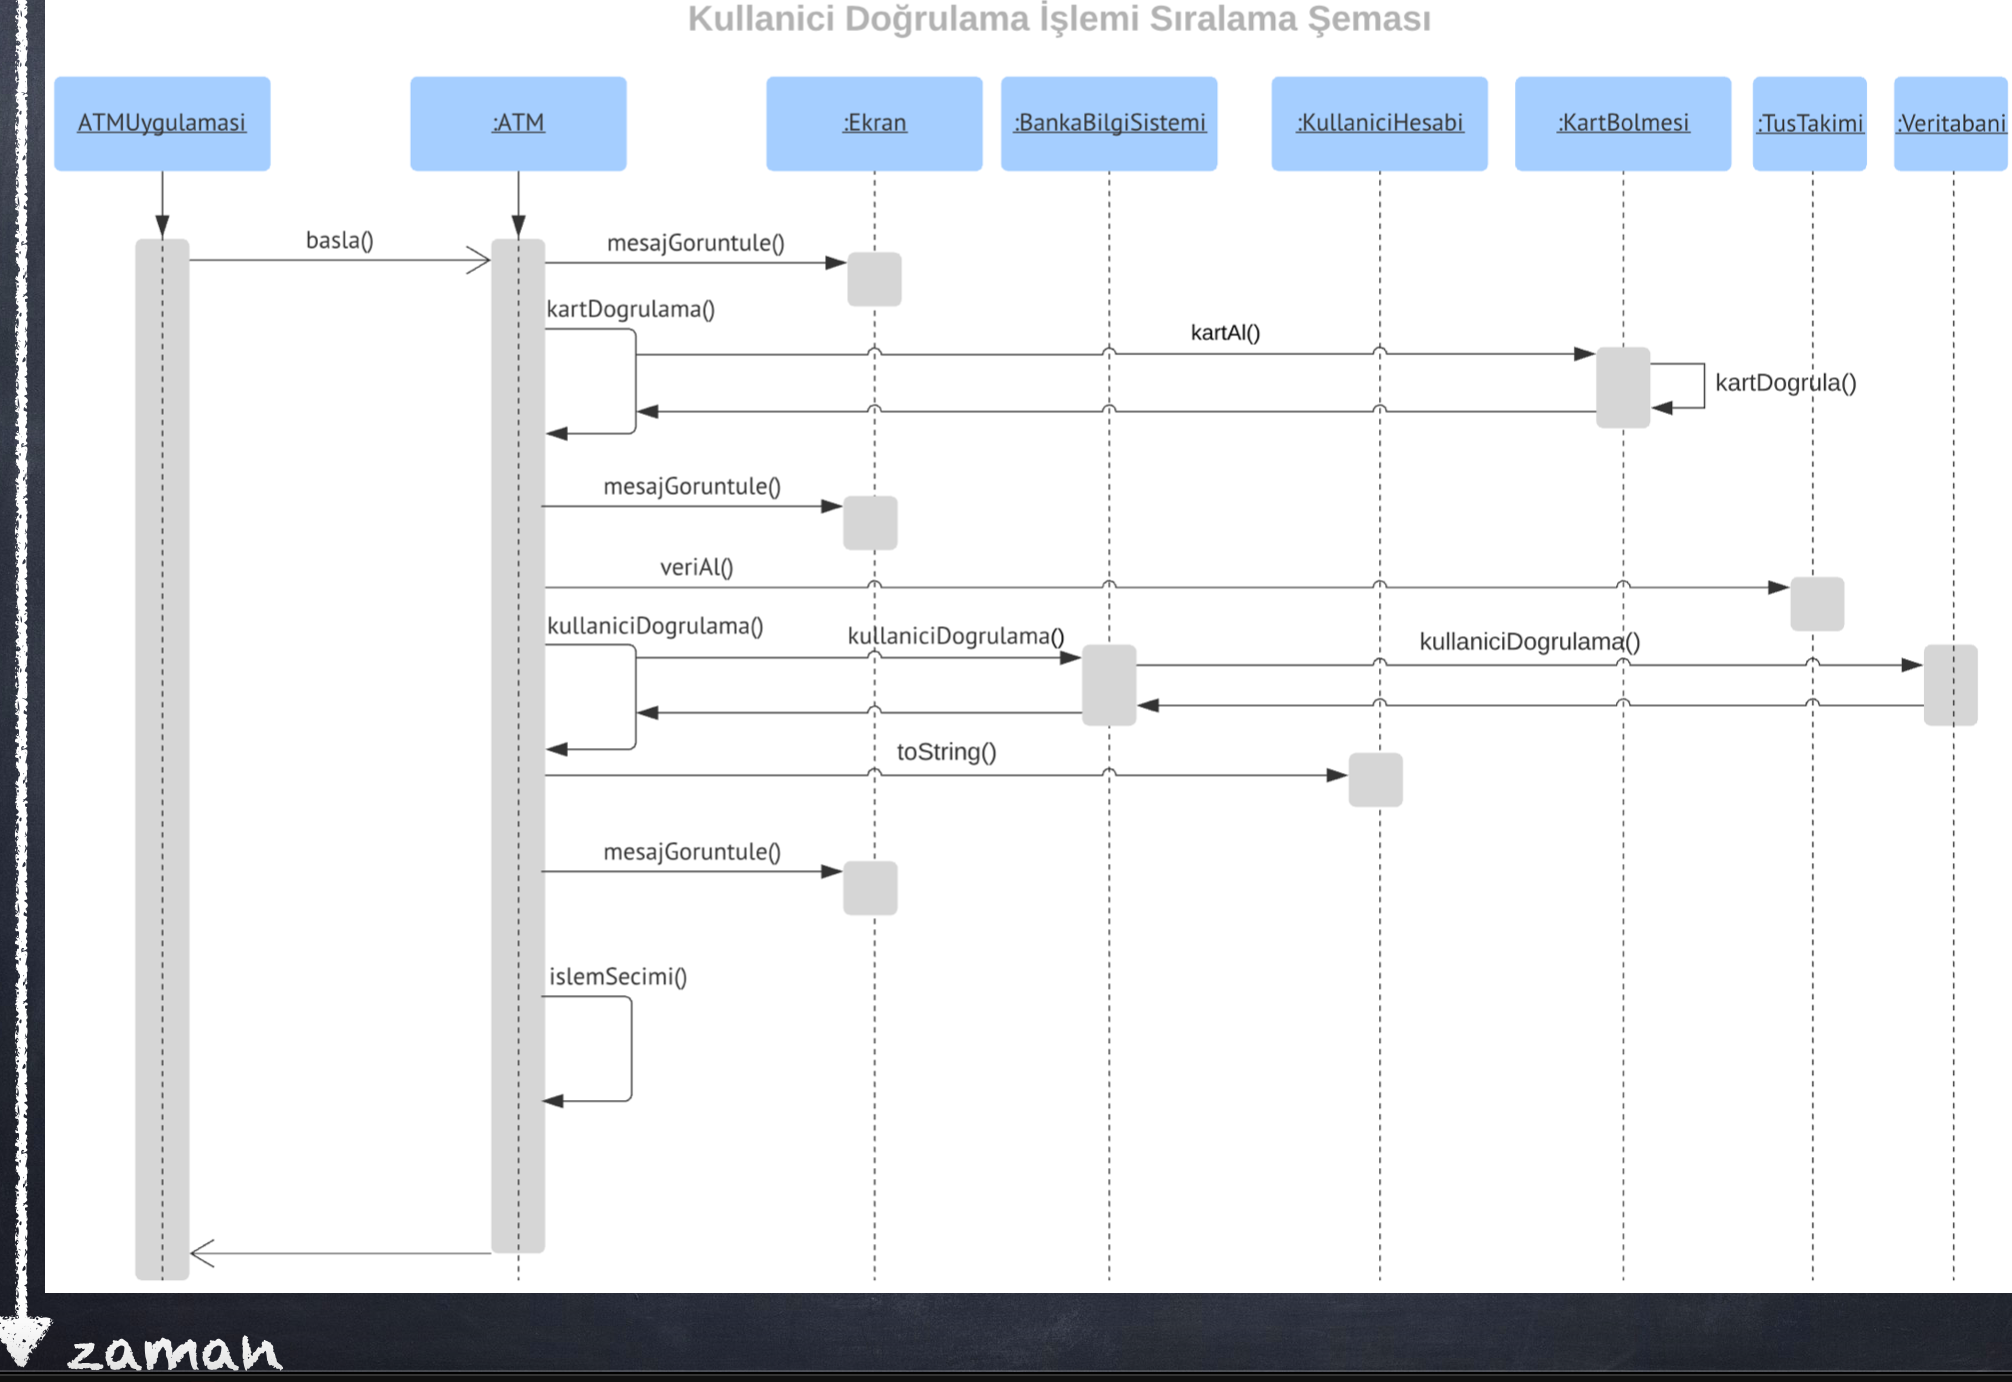 Kullanici Doğrulama İşlemi Sıralama Şeması
ATMUygulamasi
:ATM
:Ekran
:BankaBilgiSistemi
:KullaniciHesabi
:KartBolmesi
:TusTakimi
:Veritabani
basla()
mesajGoruntule()
kartDogrulama()
kartAl()
kartDogrula()
mesajGoruntule()
veriAl()
kullaniciDogrulama()
kullaniciDogrulama()
kullaniciDogrulama()
toString()
mesajGoruntule()
islemSecimi()
zaman